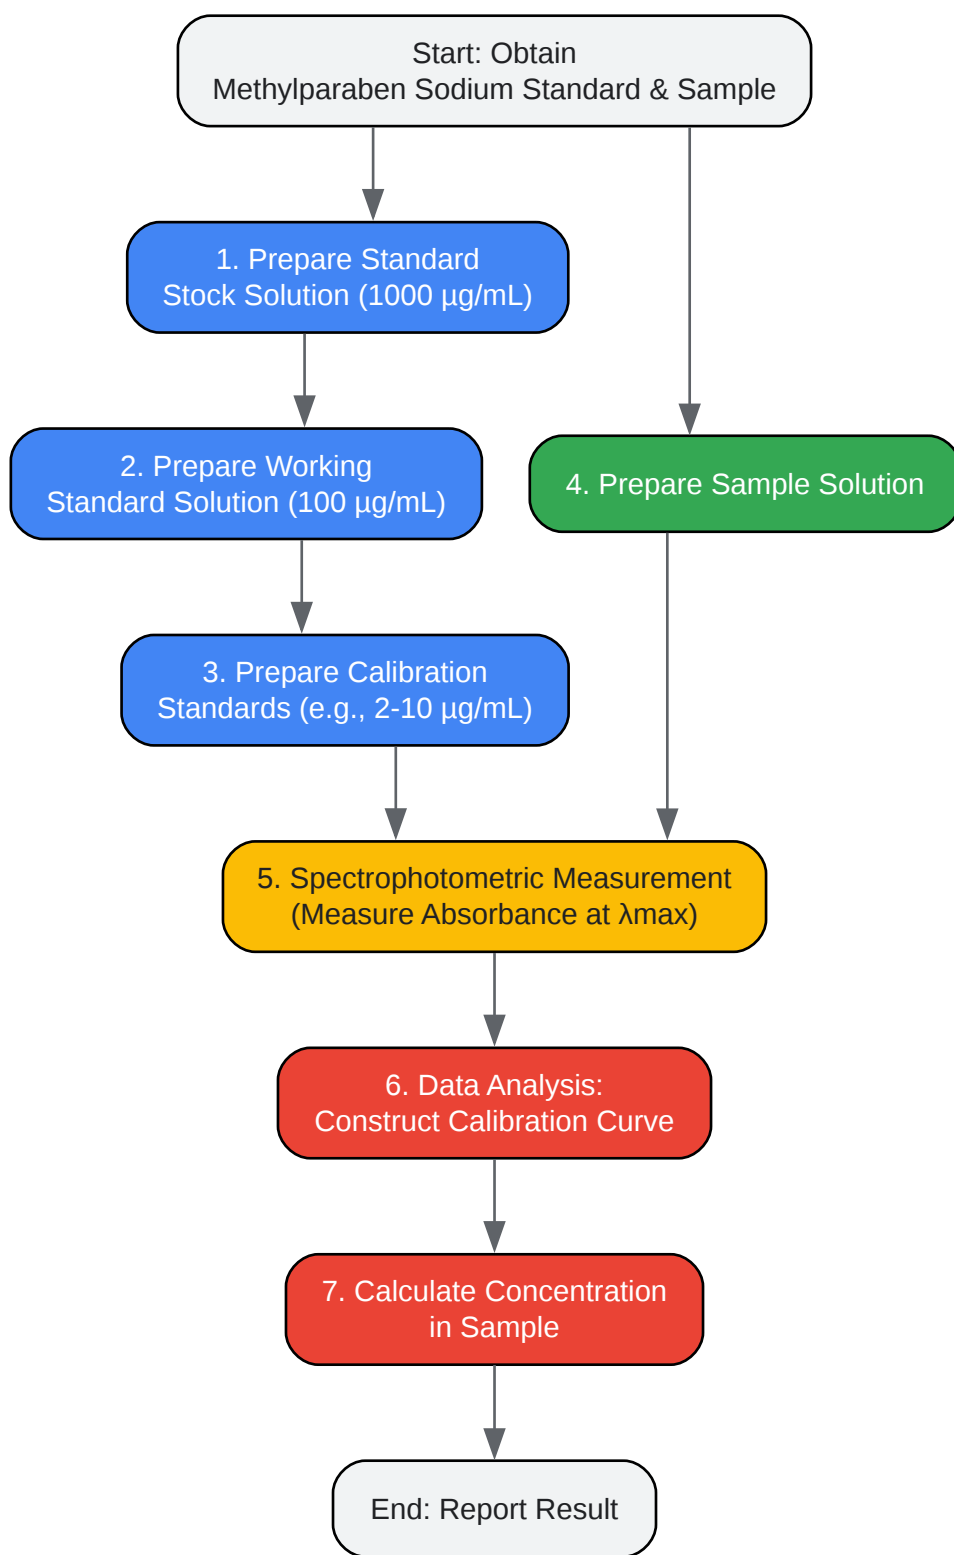 Start: Obtain
Methylparaben Sodium Standard & Sample
1. Prepare Standard
Stock Solution (1000 µg/mL)
2. Prepare Working
Standard Solution (100 µg/mL)
3. Prepare Calibration
Standards (e.g., 2-10 µg/mL)
4. Prepare Sample Solution
5. Spectrophotometric Measurement
(Measure Absorbance at λmax)
6. Data Analysis:
Construct Calibration Curve
7. Calculate Concentration
in Sample
End: Report Result